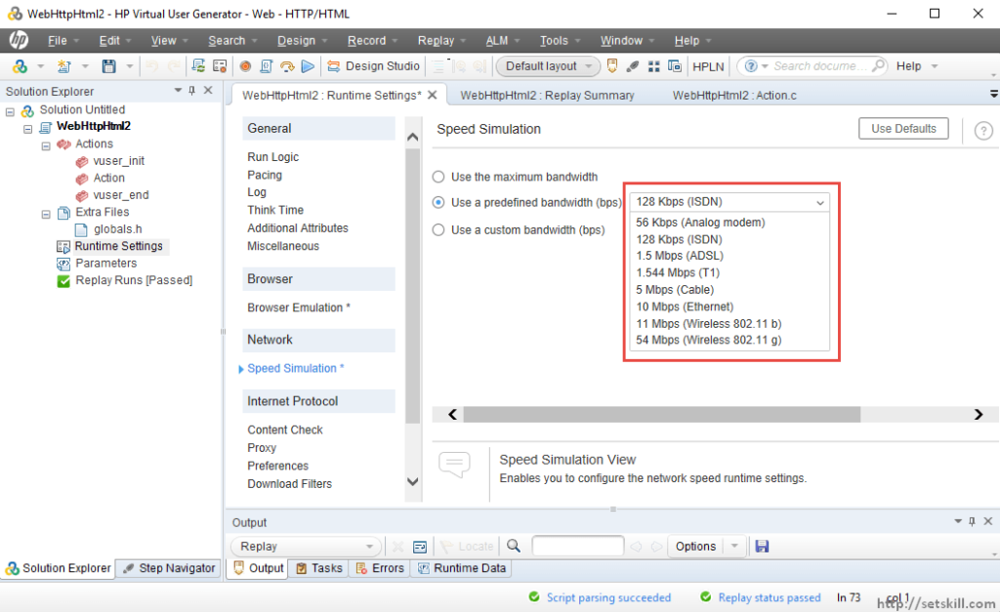 WebHttpHtml2 - HP Virtual User Generator - Web - HTTP/HTML
hp File Edit View Search Design Record Replay ALM Tools Window Help
Design Studio Default layout HPLN Search docume... Help
Solution Explorer
Solution Untitled
WebHttpHtml2
Actions
vuser_init
Action
vuser_end
Extra Files
globals.h
Runtime Settings
Parameters
Replay Runs [Passed]
WebHttpHtml2 : Runtime Settings* WebHttpHtml2 : Replay Summary WebHttpHtml2 : Action.c
General
Run Logic
Pacing
Log
Think Time
Additional Attributes
Miscellaneous
Browser
Browser Emulation *
Network
Speed Simulation *
Internet Protocol
Content Check
Proxy
Preferences
Download Filters
Speed Simulation Use Defaults ?
Use the maximum bandwidth
Use a predefined bandwidth (bps) 128 Kbps (ISDN)
Use a custom bandwidth (bps)
56 Kbps (Analog modem)
128 Kbps (ISDN)
1.5 Mbps (ADSL)
1.544 Mbps (T1)
5 Mbps (Cable)
10 Mbps (Ethernet)
11 Mbps (Wireless 802.11 b)
54 Mbps (Wireless 802.11 g)
Speed Simulation View
Enables you to configure the network speed runtime settings.
Output
Replay Locate Options
Solution Explorer Step Navigator Output Tasks Errors Runtime Data
Script parsing succeeded Replay status passed ln 73 col 1
http://setskill.com